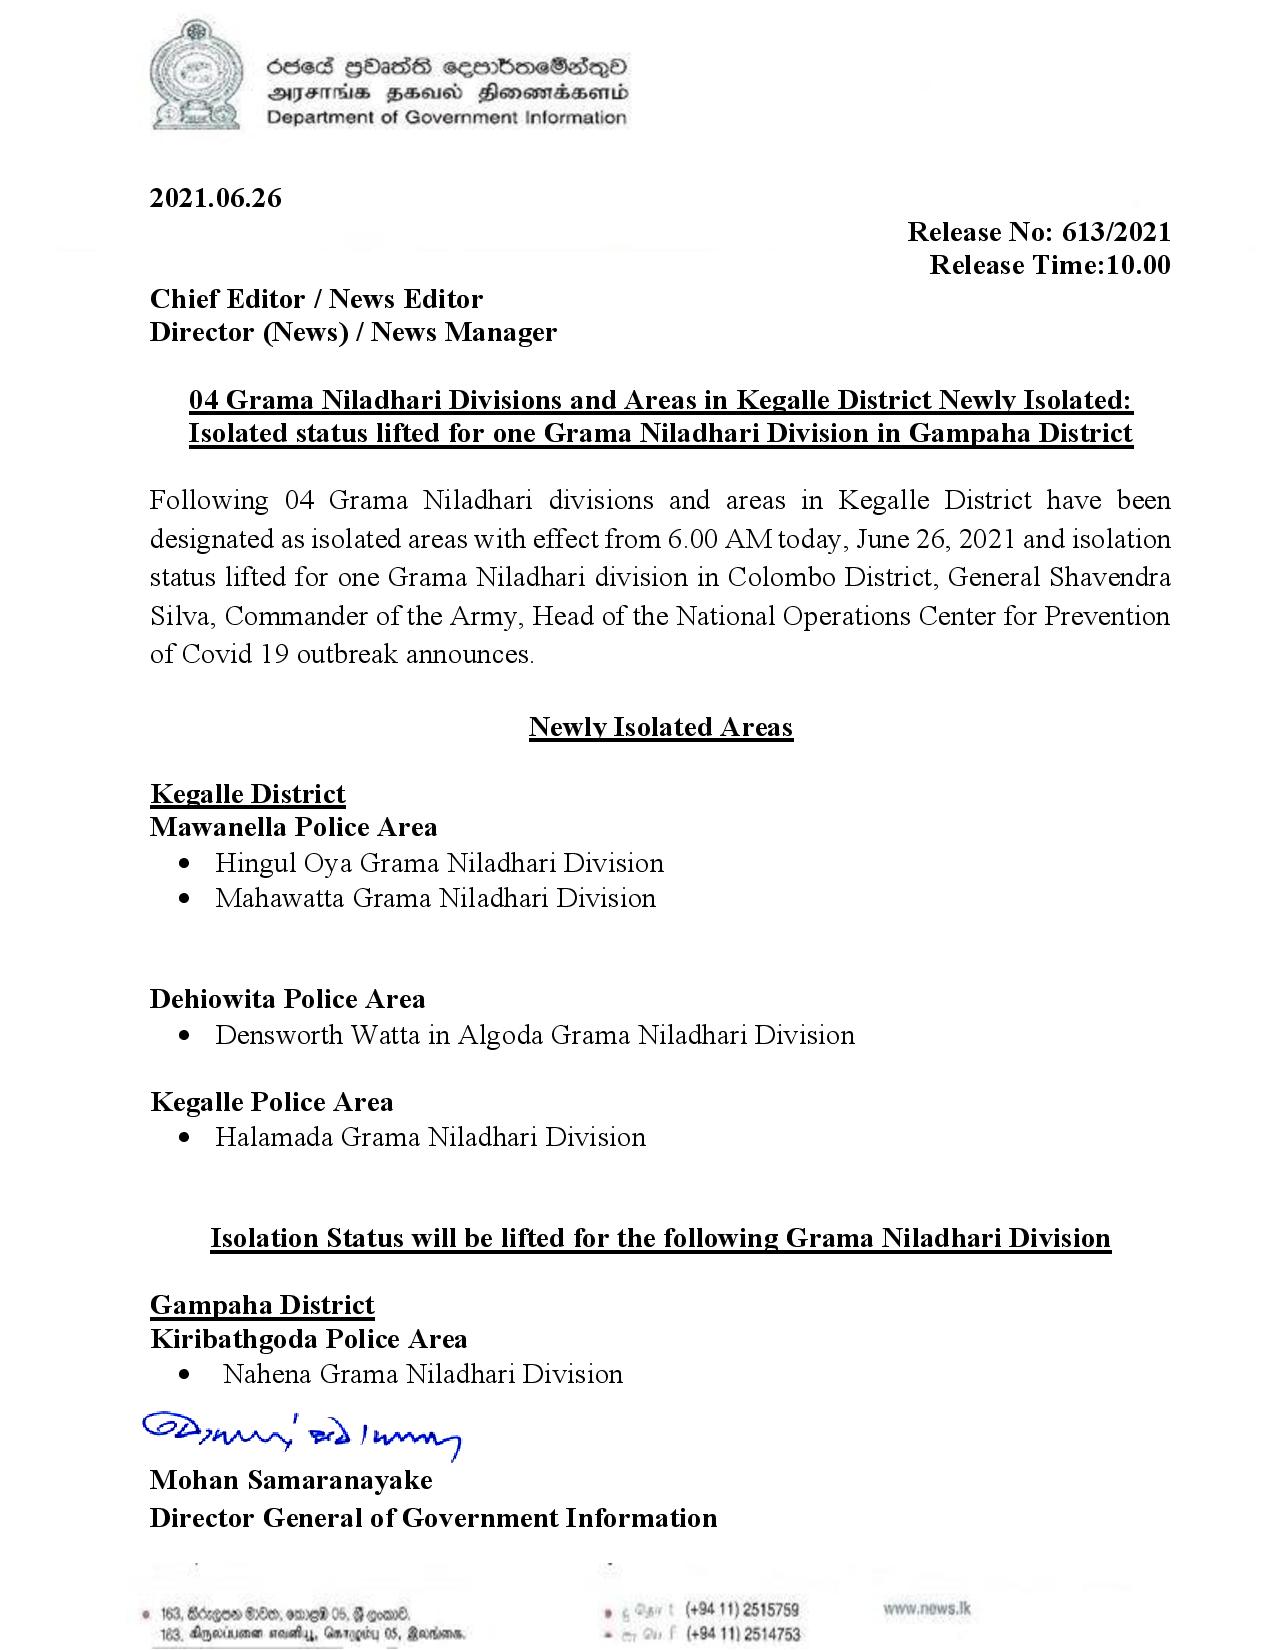 රජයේ ප්‍රවෘත්ති දෙපාර්තමේන්තුව
அரசாங்க தகவல் திணைக்களம்
Department of Government Information
2021.06.26
Release No: 613/2021
Release Time:10.00
Chief Editor / News Editor
Director (News) / News Manager
04 Grama Niladhari Divisions and Areas in Kegalle District Newly Isolated:
Isolated status lifted for one Grama Niladhari Division in Gampaha District
Following 04 Grama Niladhari divisions and areas in Kegalle District have been
designated as isolated areas with effect from 6.00 AM today, June 26, 2021 and isolation
status lifted for one Grama Niladhari division in Colombo District, General Shavendra
Silva, Commander of the Army, Head of the National Operations Center for Prevention
of Covid 19 outbreak announces.
Newly Isolated Areas
Kegalle District
Mawanella Police Area
• Hingul Oya Grama Niladhari Division
• Mahawatta Grama Niladhari Division
Dehiowita Police Area
• Densworth Watta in Algoda Grama Niladhari Division
Kegalle Police Area
• Halamada Grama Niladhari Division
Isolation Status will be lifted for the following Grama Niladhari Division
Gampaha District
Kiribathgoda Police Area
• Nahena Grama Niladhari Division
Mohan Samaranayake
Director General of Government Information
163, කිරුලපන මාවත, කොළඹ 05, ශ්‍රී ලංකාව.
163, கிருலப்பனை எவனியூ, கொழும்பு 05, இலங்கை.
(+94 11) 2515759
(+94 11) 2514753
www.news.lk